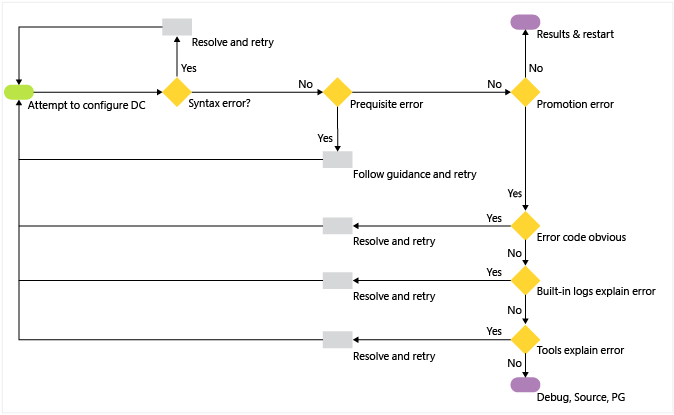 Results & restart
Resolve and retry
Yes
No
Attempt to configure DC
Syntax error?
No
Prequisite error
No
Promotion error
Yes
Follow guidance and retry
Yes
Yes
Error code obvious
Resolve and retry
No
Yes
Built-in logs explain error
Resolve and retry
No
Yes
Tools explain error
Resolve and retry
No
Debug, Source, PG